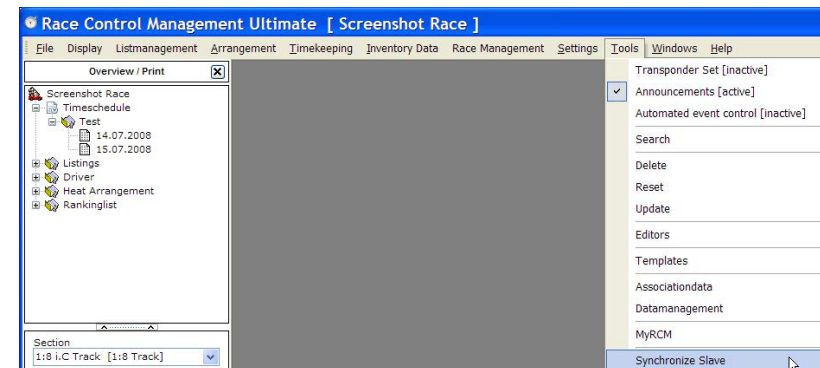 Race Control Management Ultimate [ Screenshot Race ]
File Display Listmanagement Arrangement Timekeeping Inventory Data Race Management Settings Tools Windows Help
Overview / Print
Screenshot Race
Timeschedule
Test
14.07.2008
15.07.2008
Listings
Driver
Heat Arrangement
Rankinglist
Section
1:8 i.C Track [1:8 Track]
Transponder Set [inactive]
Announcements [active]
Automated event control [inactive]
Search
Delete
Reset
Update
Editors
Templates
Associationdata
Datamanagement
MyRCM
Synchronize Slave